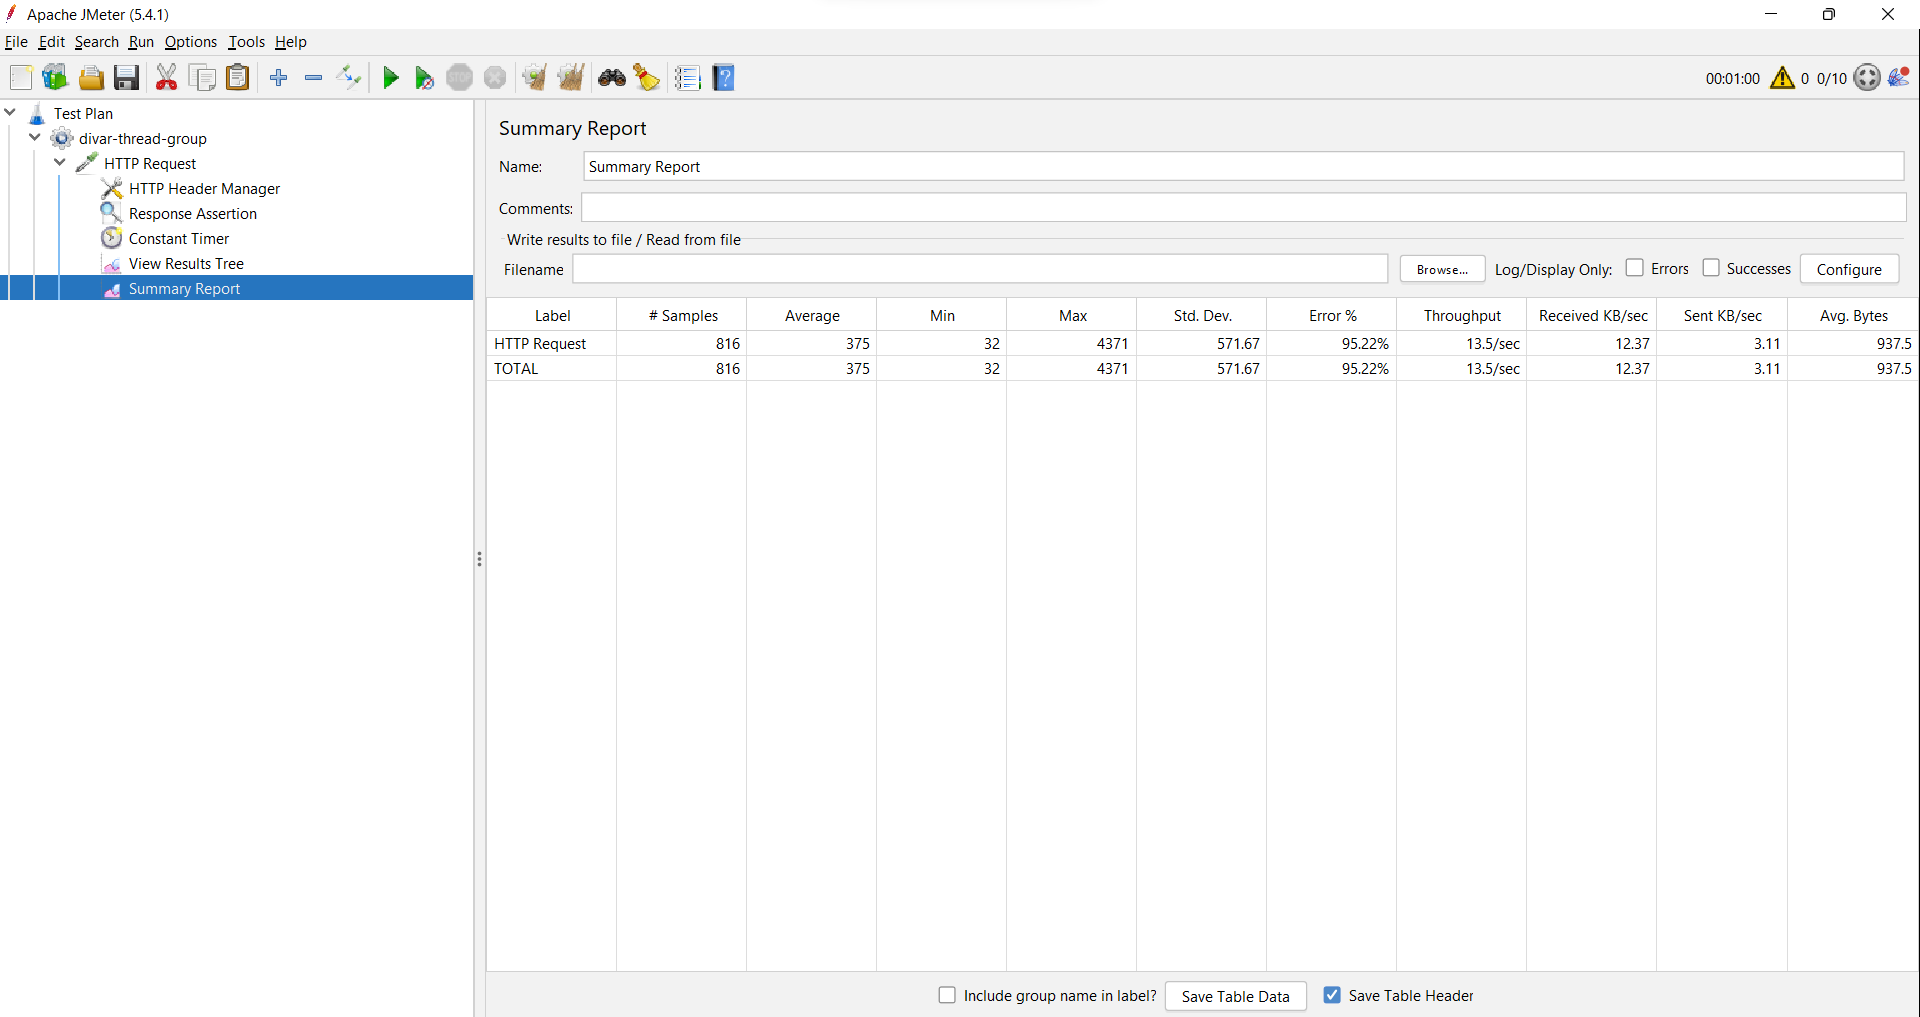 Apache JMeter (5.4.1)
File Edit Search Run Options Tools Help
STOP
00:01:00 0 0/10
Test Plan
divar-thread-group
HTTP Request
HTTP Header Manager
Response Assertion
Constant Timer
View Results Tree
Summary Report
Summary Report
Name: Summary Report
Comments:
Write results to file / Read from file
Filename Browse... Log/Display Only: Errors Successes Configure
Label # Samples Average Min Max Std. Dev. Error % Throughput Received KB/sec Sent KB/sec Avg. Bytes
HTTP Request 816 375 32 4371 571.67 95.22% 13.5/sec 12.37 3.11 937.5
TOTAL 816 375 32 4371 571.67 95.22% 13.5/sec 12.37 3.11 937.5
Include group name in label? Save Table Data Save Table Header